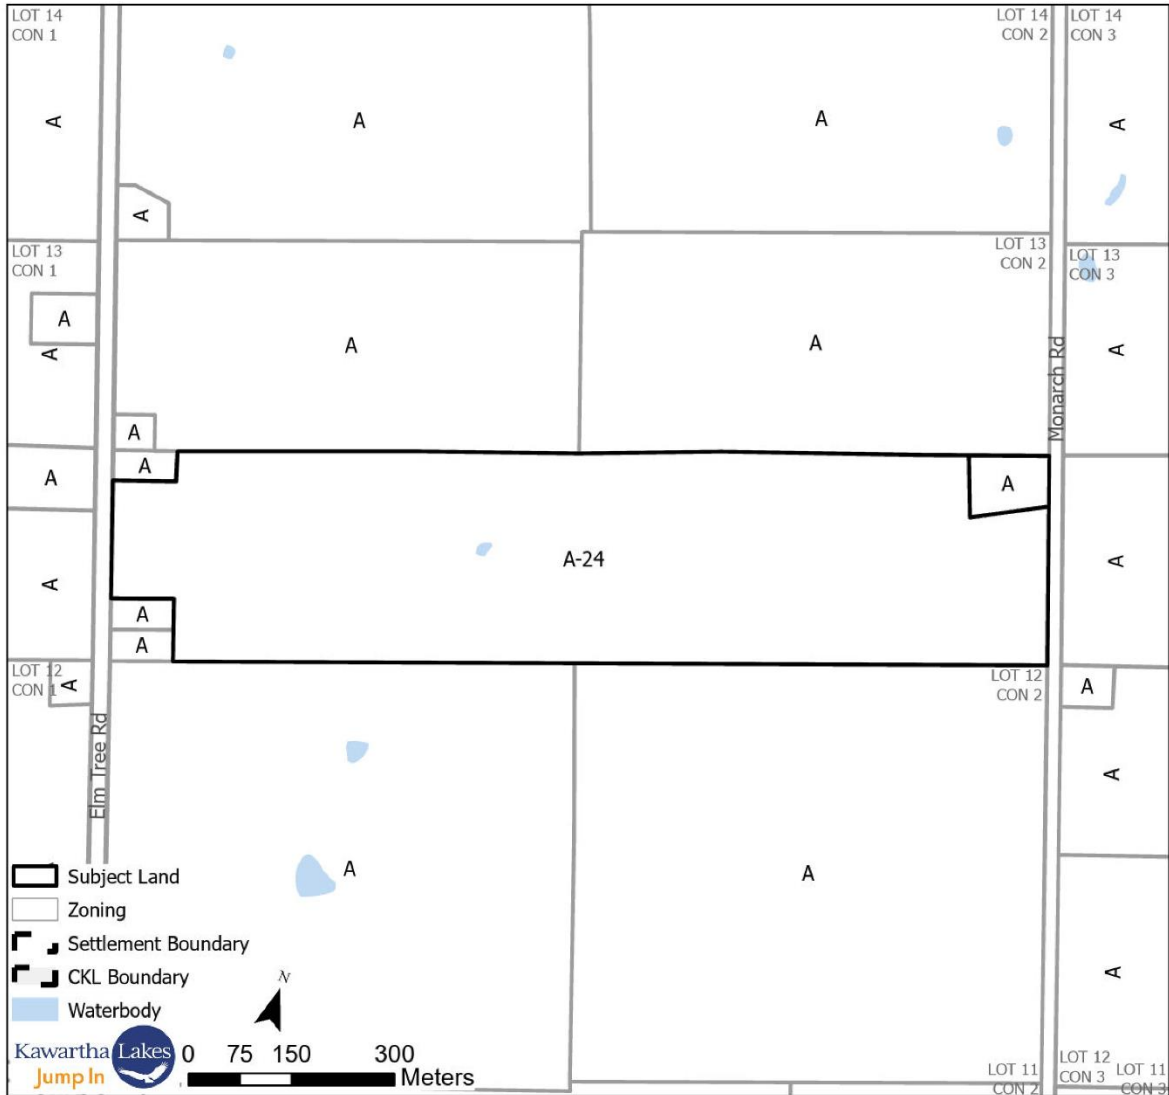 LOT 14
CON 1
LOT 14
CON 2
LOT 14
CON 3
A
A
A
A
A
LOT 13
CON 1
LOT 13
CON 2
LOT 13
CON 3
A
A
A
A
A
Monarch Rd
A
A
A
A
A-24
A
A
A
A
LOT 12
CON 1
LOT 12
CON 2
A
A
Elm Tree Rd
A
A
A
A
Subject Land
Zoning
Settlement Boundary
CKL Boundary
Waterbody
N
Kawartha Lakes
Jump In
0 75 150 300
Meters
LOT 11
CON 2
LOT 12
CON 3
LOT 11
CON 3